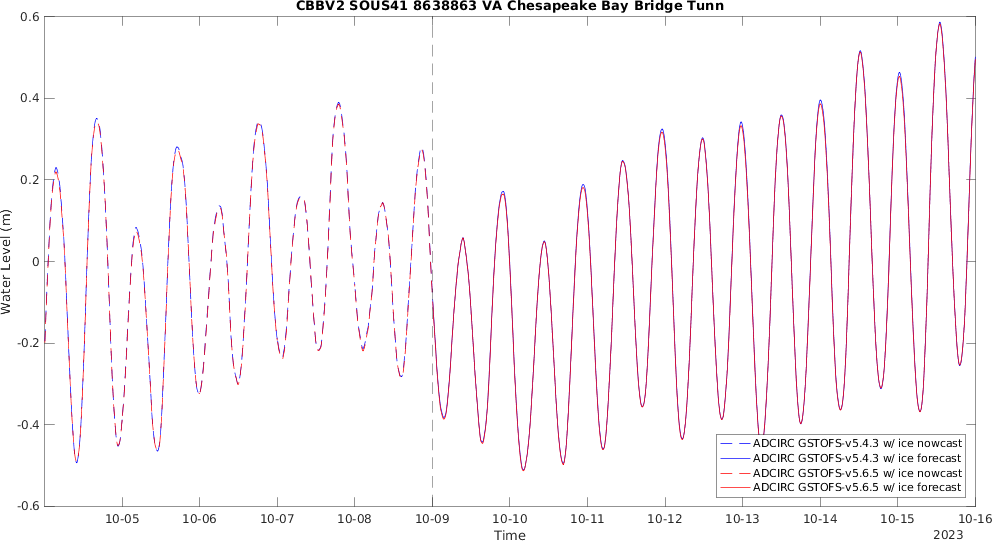 CBBV2 SOUS41 8638863 VA Chesapeake Bay Bridge Tunn
0.6
0.4
0.2
0
-0.2
-0.4
-0.6
Water Level (m)
ADCIRC GSTOFS-v5.4.3 w/ ice nowcast
ADCIRC GSTOFS-v5.4.3 w/ ice forecast
ADCIRC GSTOFS-v5.6.5 w/ ice nowcast
ADCIRC GSTOFS-v5.6.5 w/ ice forecast
10-05 10-06 10-07 10-08 10-09 10-10 10-11 10-12 10-13 10-14 10-15 10-16
Time
2023